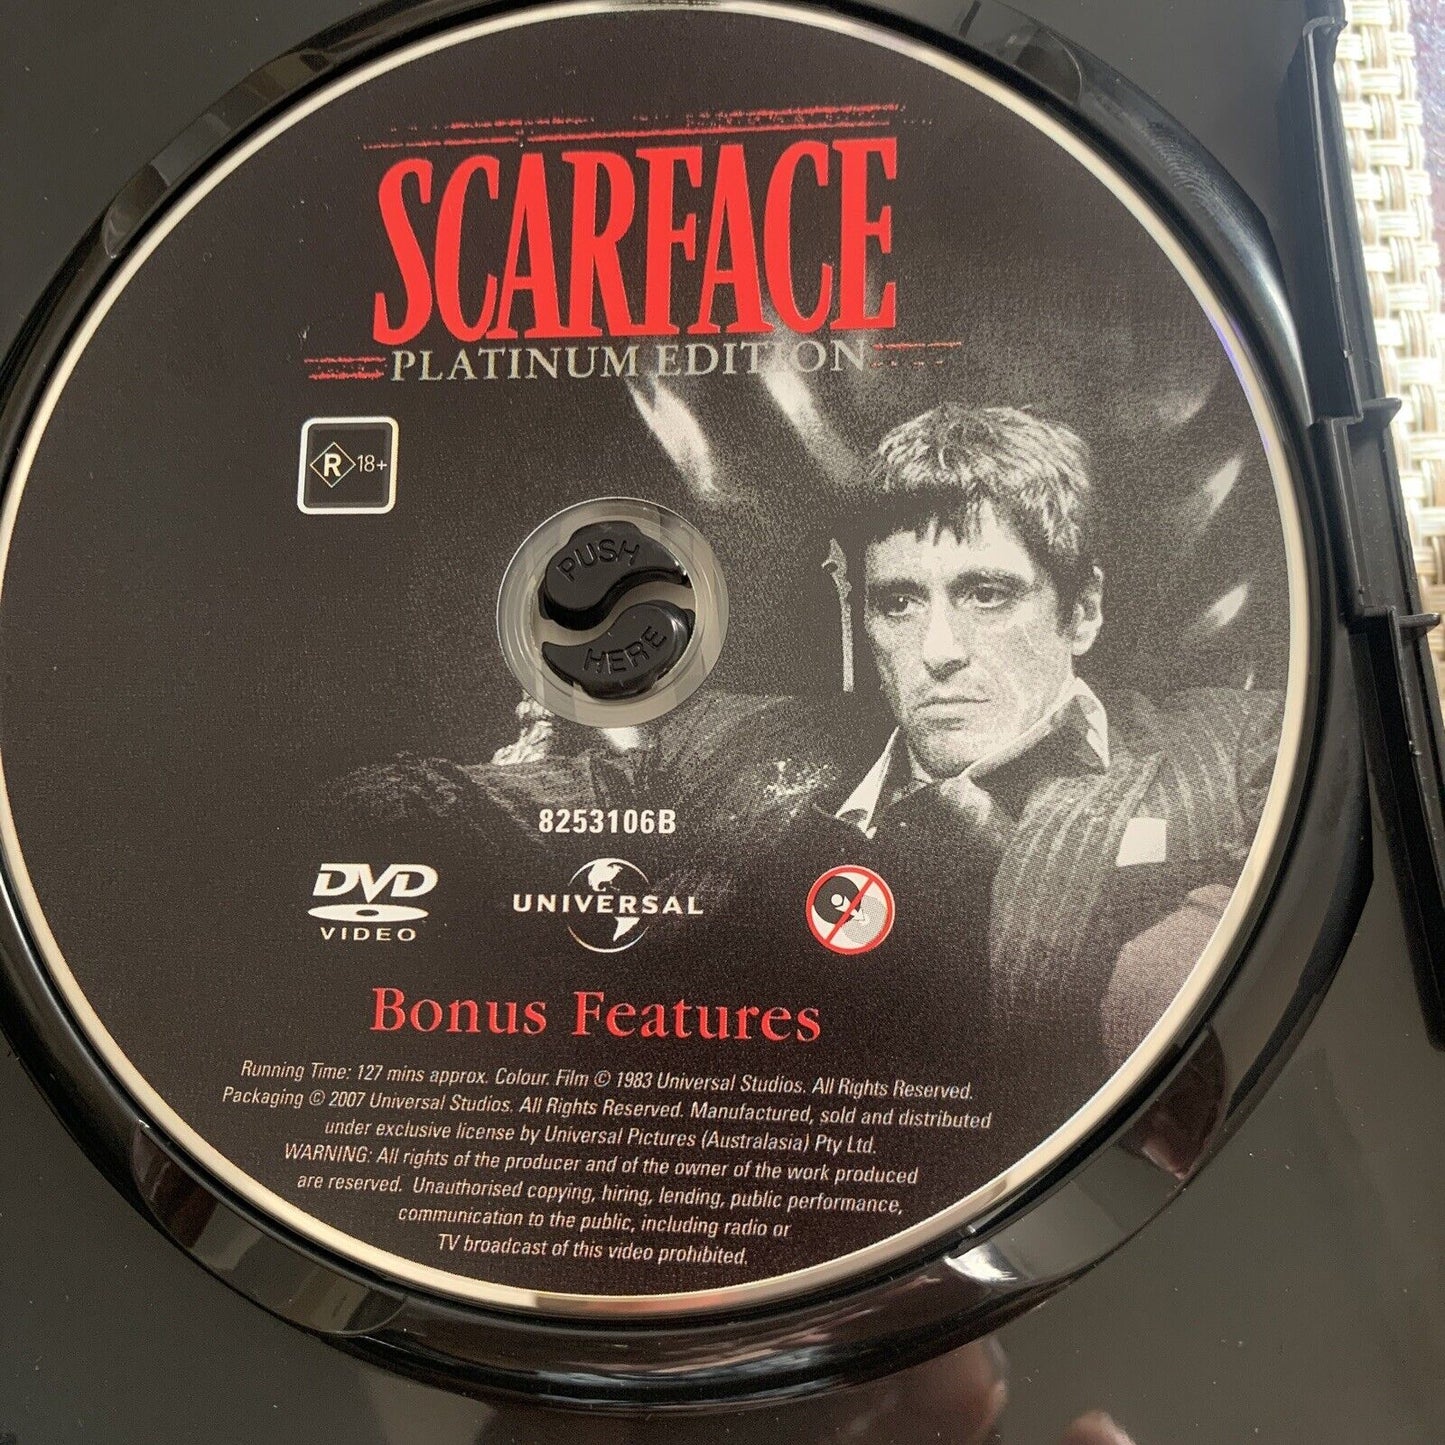 SCARFACE
PLATINUM EDITION
R 18+
PUSH
HERE
8253106B
DVD
VIDEO
UNIVERSAL
Bonus Features
Running Time: 127 mins approx. Colour. Film © 1983 Universal Studios. All Rights Reserved.
Packaging © 2007 Universal Studios. All Rights Reserved. Manufactured, sold and distributed
under exclusive license by Universal Pictures (Australasia) Pty Ltd.
WARNING: All rights of the producer and of the owner of the work produced
are reserved. Unauthorised copying, hiring, lending, public performance,
communication to the public, including radio or
TV broadcast of this video prohibited.